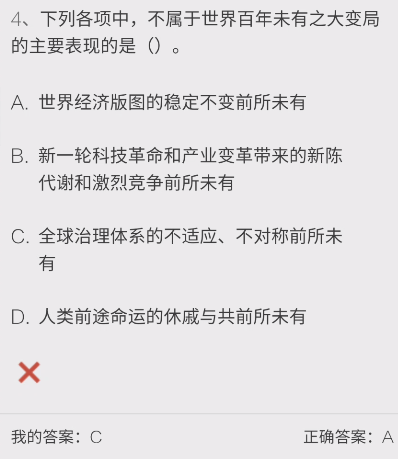 4、下列各项中，不属于世界百年未有之大变局
的主要表现的是（）。
A. 世界经济版图的稳定不变前所未有
B. 新一轮科技革命和产业变革带来的新陈
代谢和激烈竞争前所未有
C. 全球治理体系的不适应、不对称前所未
有
D. 人类前途命运的休戚与共前所未有
我的答案：C 正确答案：A